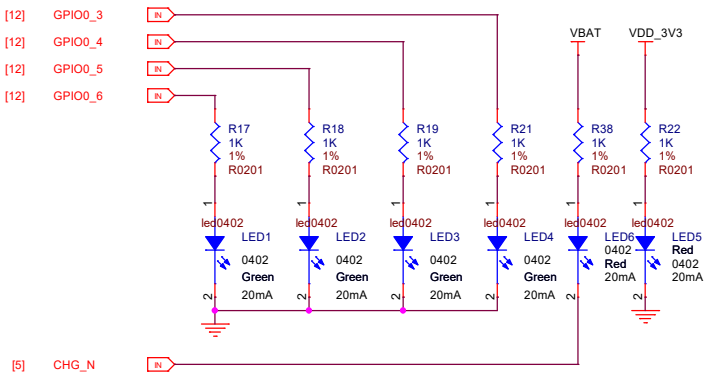 [12] GPIO0_3 IN
[12] GPIO0_4 IN
VBAT VDD_3V3
[12] GPIO0_5 IN
[12] GPIO0_6 IN
R17 R18 R19 R21 R38 R22
1K 1K 1K 1K 1K 1K
1% 1% 1% 1% 1% 1%
R0201 R0201 R0201 R0201 R0201 R0201
1 1 1 1 1 1
led0402 led0402 led0402 led0402 led0402 led0402
LED1 LED2 LED3 LED4 LED6 LED5
0402 0402 0402 0402 0402 Red
Green Green Green Green Red 0402
20mA 20mA 20mA 20mA 20mA 20mA
2 2 2 2 2 2
[5] CHG_N IN